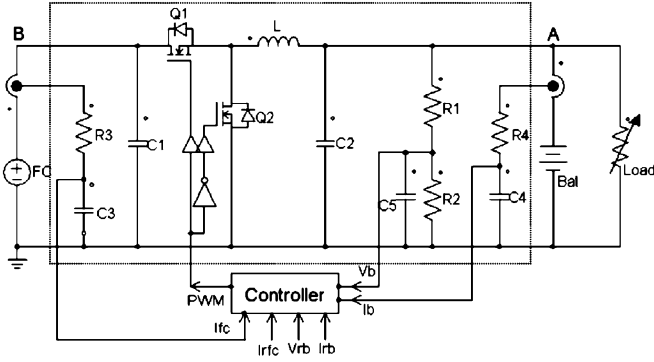 Q1
B
L
A
R3
C1
Q2
C2
R1
R4
FC
C3
C5
R2
C4
Bat
Load
Vb
PWM
Controller
Ib
Ifc
Irfc
Vrb
Irb